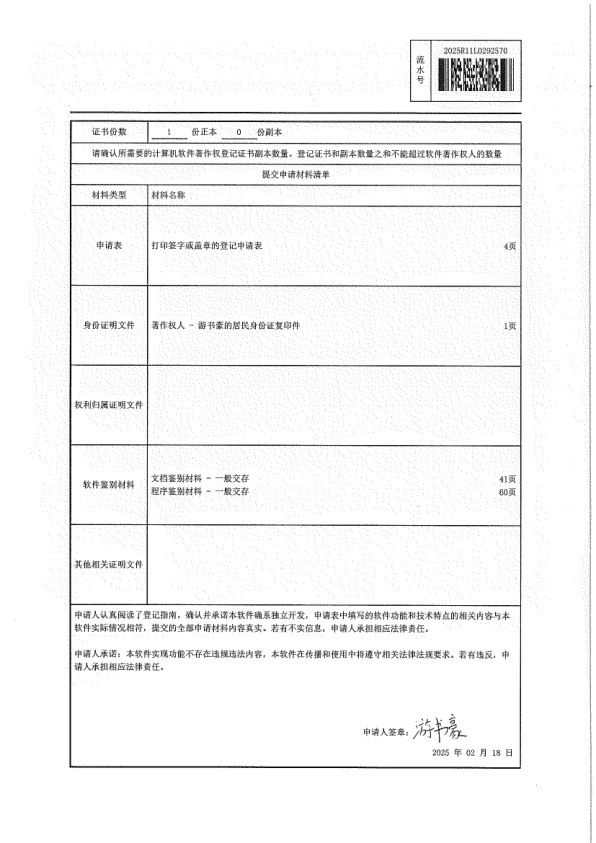 流水号
2025R11L0292570
证书份数 1 份正本 0 份副本
请确认所需要的计算机软件著作权登记证书副本数量。登记证书和副本数量之和不能超过软件著作权人的数量
提交申请材料清单
材料类型 材料名称
申请表 打印签字或盖章的登记申请表 4页
身份证明文件 著作权人 - 游书豪的居民身份证复印件 1页
权利归属证明文件
软件鉴别材料 文档鉴别材料 - 一般交存 41页
程序鉴别材料 - 一般交存 60页
其他相关证明文件
申请人认真阅读了登记指南，确认并承诺本软件确系独立开发，申请表中填写的软件功能和技术特点的相关内容与本
软件实际情况相符，提交的全部申请材料内容真实。若有不实信息，申请人承担相应法律责任。
申请人承诺：本软件实现功能不存在违规违法内容，本软件在传播和使用中将遵守相关法律法规要求。若有违反，申
请人承担相应法律责任。
申请人签章：游书豪
2025 年 02 月 18 日